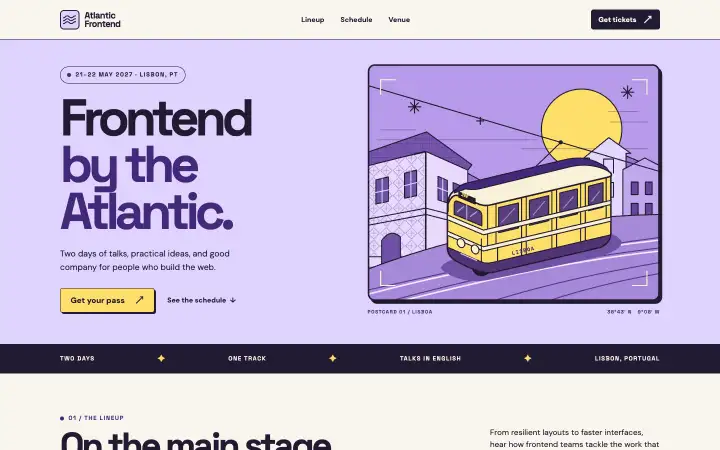 Atlantic
Frontend
Lineup
Schedule
Venue
Get tickets ↗
21–22 MAY 2027 · LISBON, PT
Frontend
by the
Atlantic.
Two days of talks, practical ideas, and good
company for people who build the web.
Get your pass ↗
See the schedule ↓
LISBOA
POSTCARD 01 / LISBOA
38°43′ N 9°08′ W
TWO DAYS
ONE TRACK
TALKS IN ENGLISH
LISBON, PORTUGAL
01 / THE LINEUP
On the main stage
From resilient layouts to faster interfaces,
hear how frontend teams tackle the work that